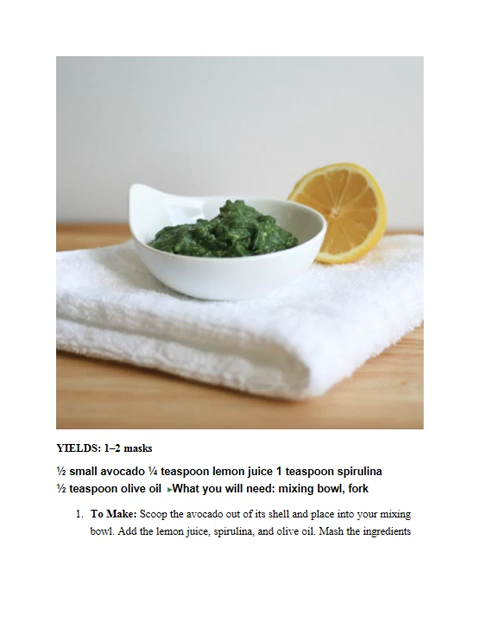 YIELDS: 1–2 masks
½ small avocado ¼ teaspoon lemon juice 1 teaspoon spirulina
½ teaspoon olive oil ▸What you will need: mixing bowl, fork
1. To Make: Scoop the avocado out of its shell and place into your mixing
bowl. Add the lemon juice, spirulina, and olive oil. Mash the ingredients